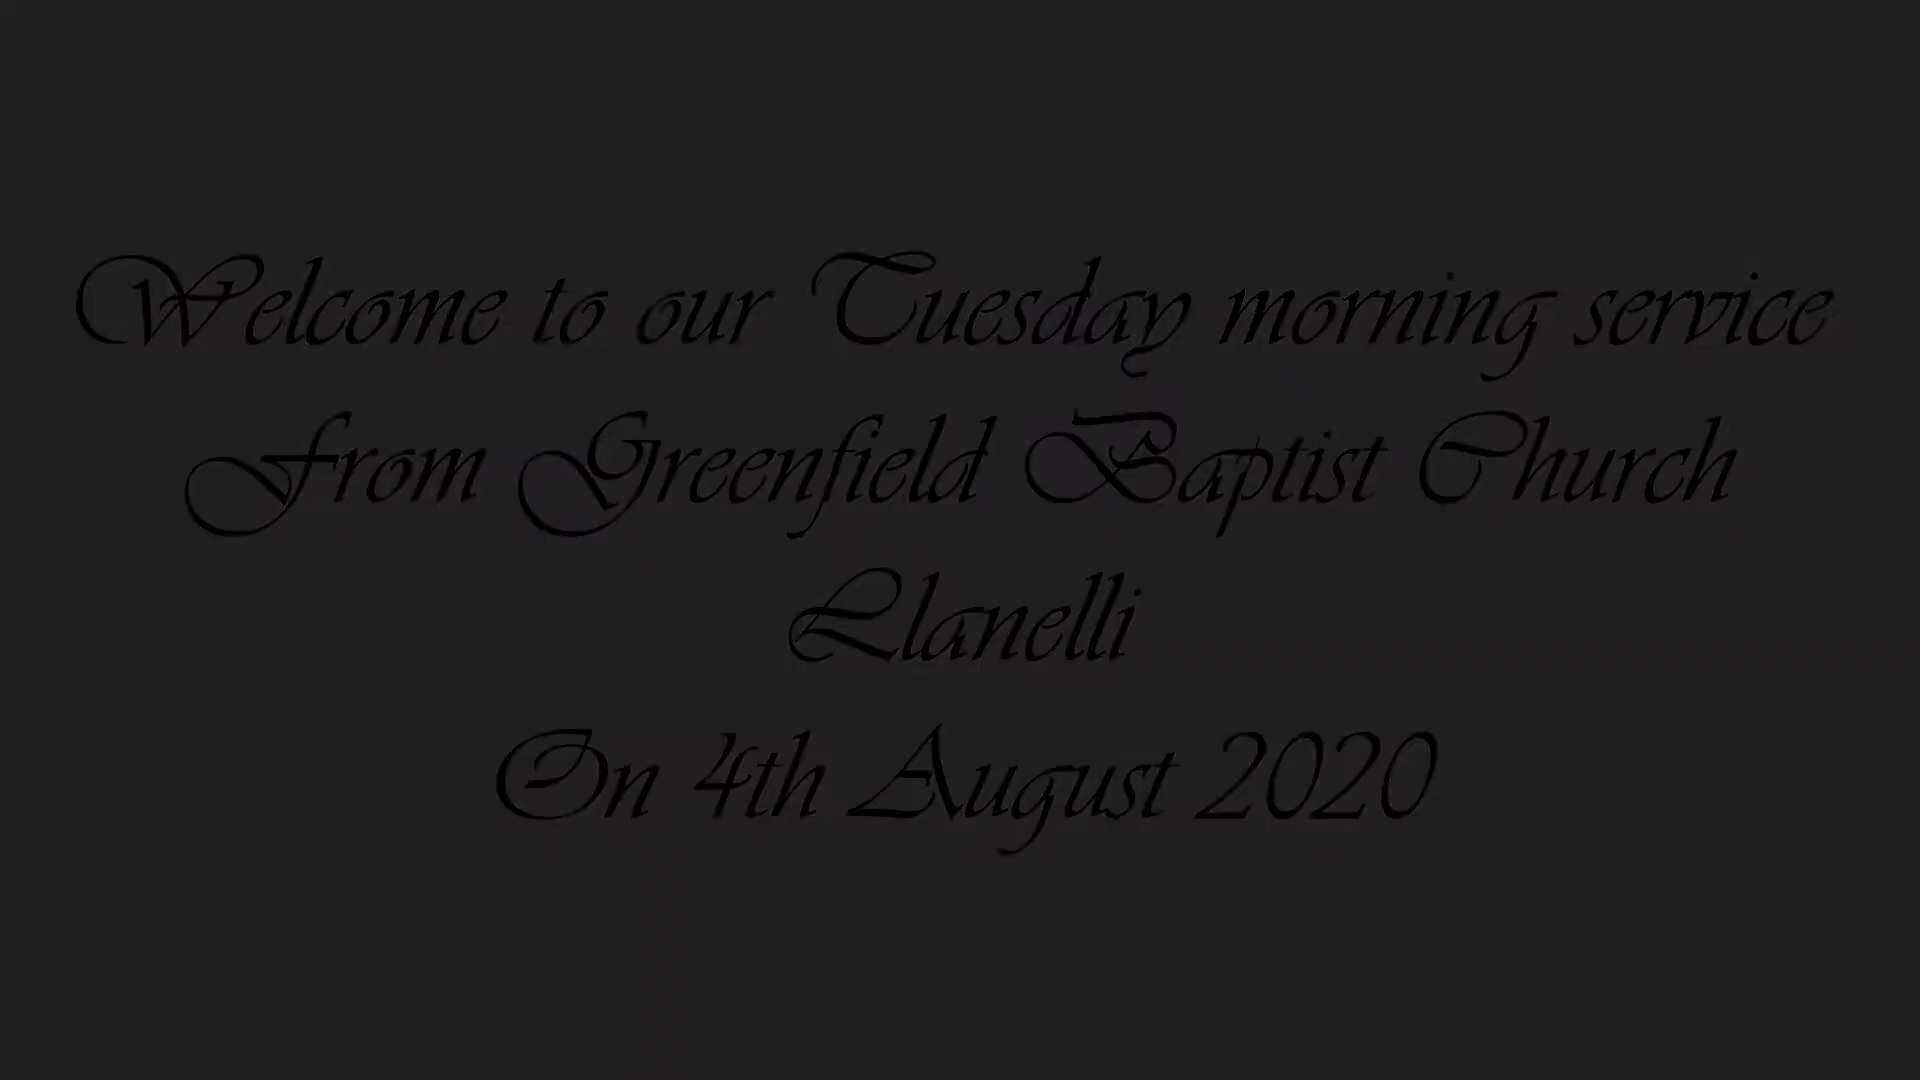 Welcome to our Tuesday morning service
From Greenfield Baptist Church
Llanelli
On 4th August 2020